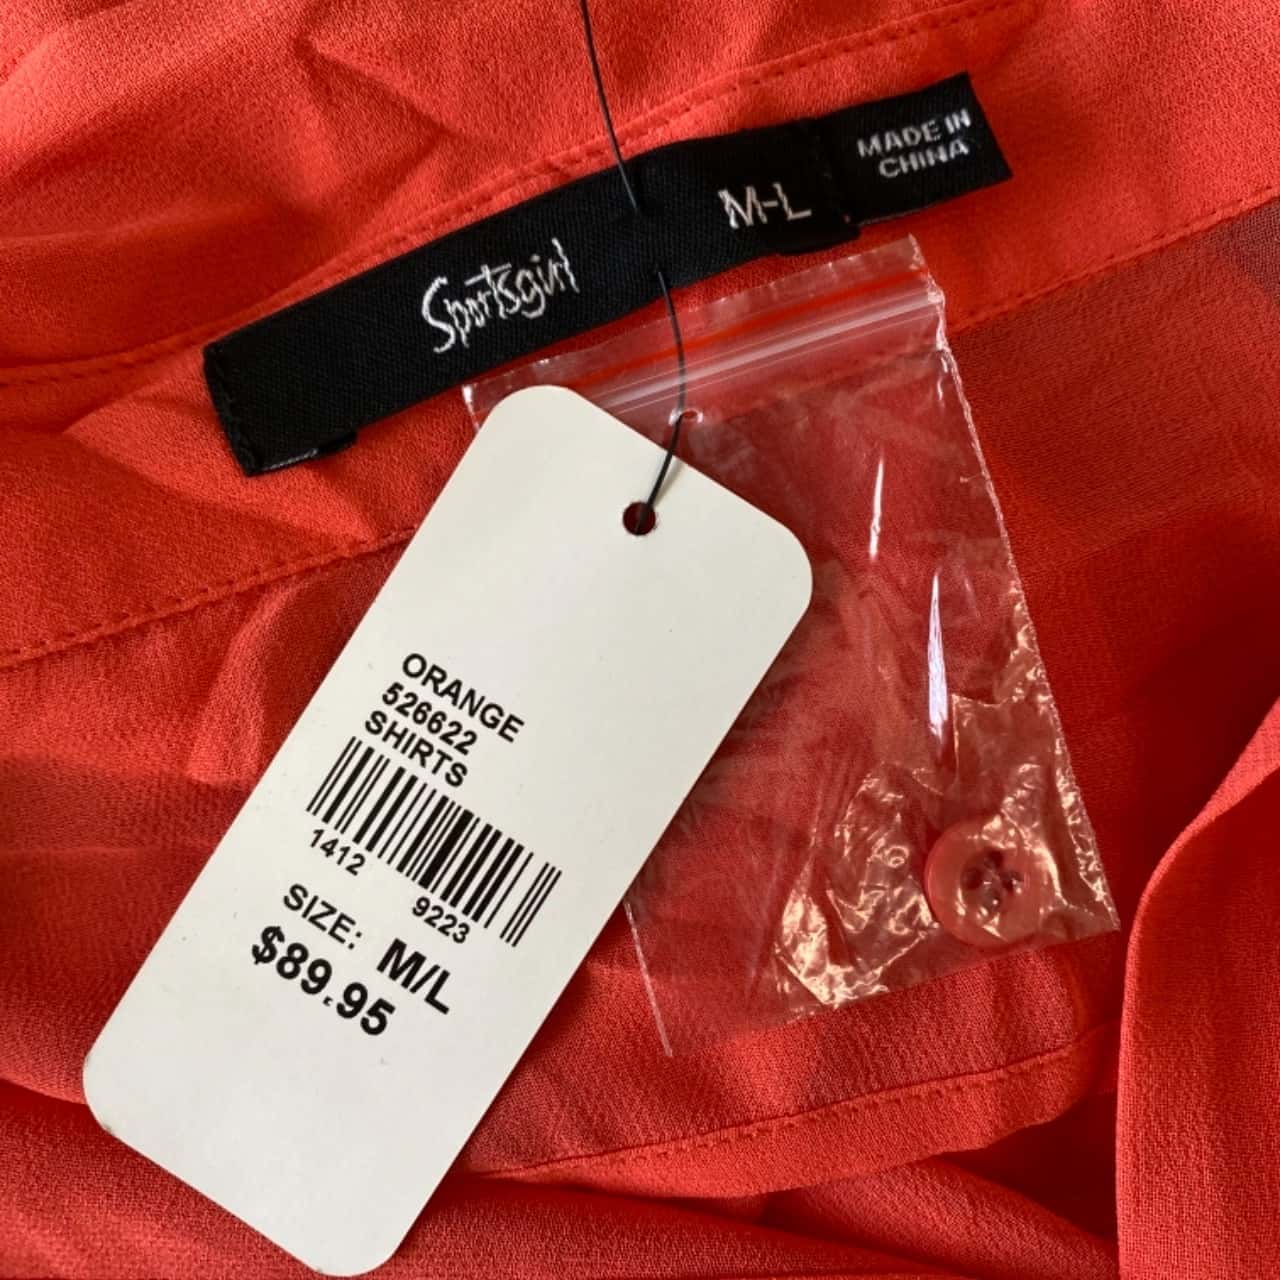 Sportsgirl
M-L
MADE IN
CHINA
ORANGE
526622
SHIRTS
1412 9223
SIZE: M/L
$89.95